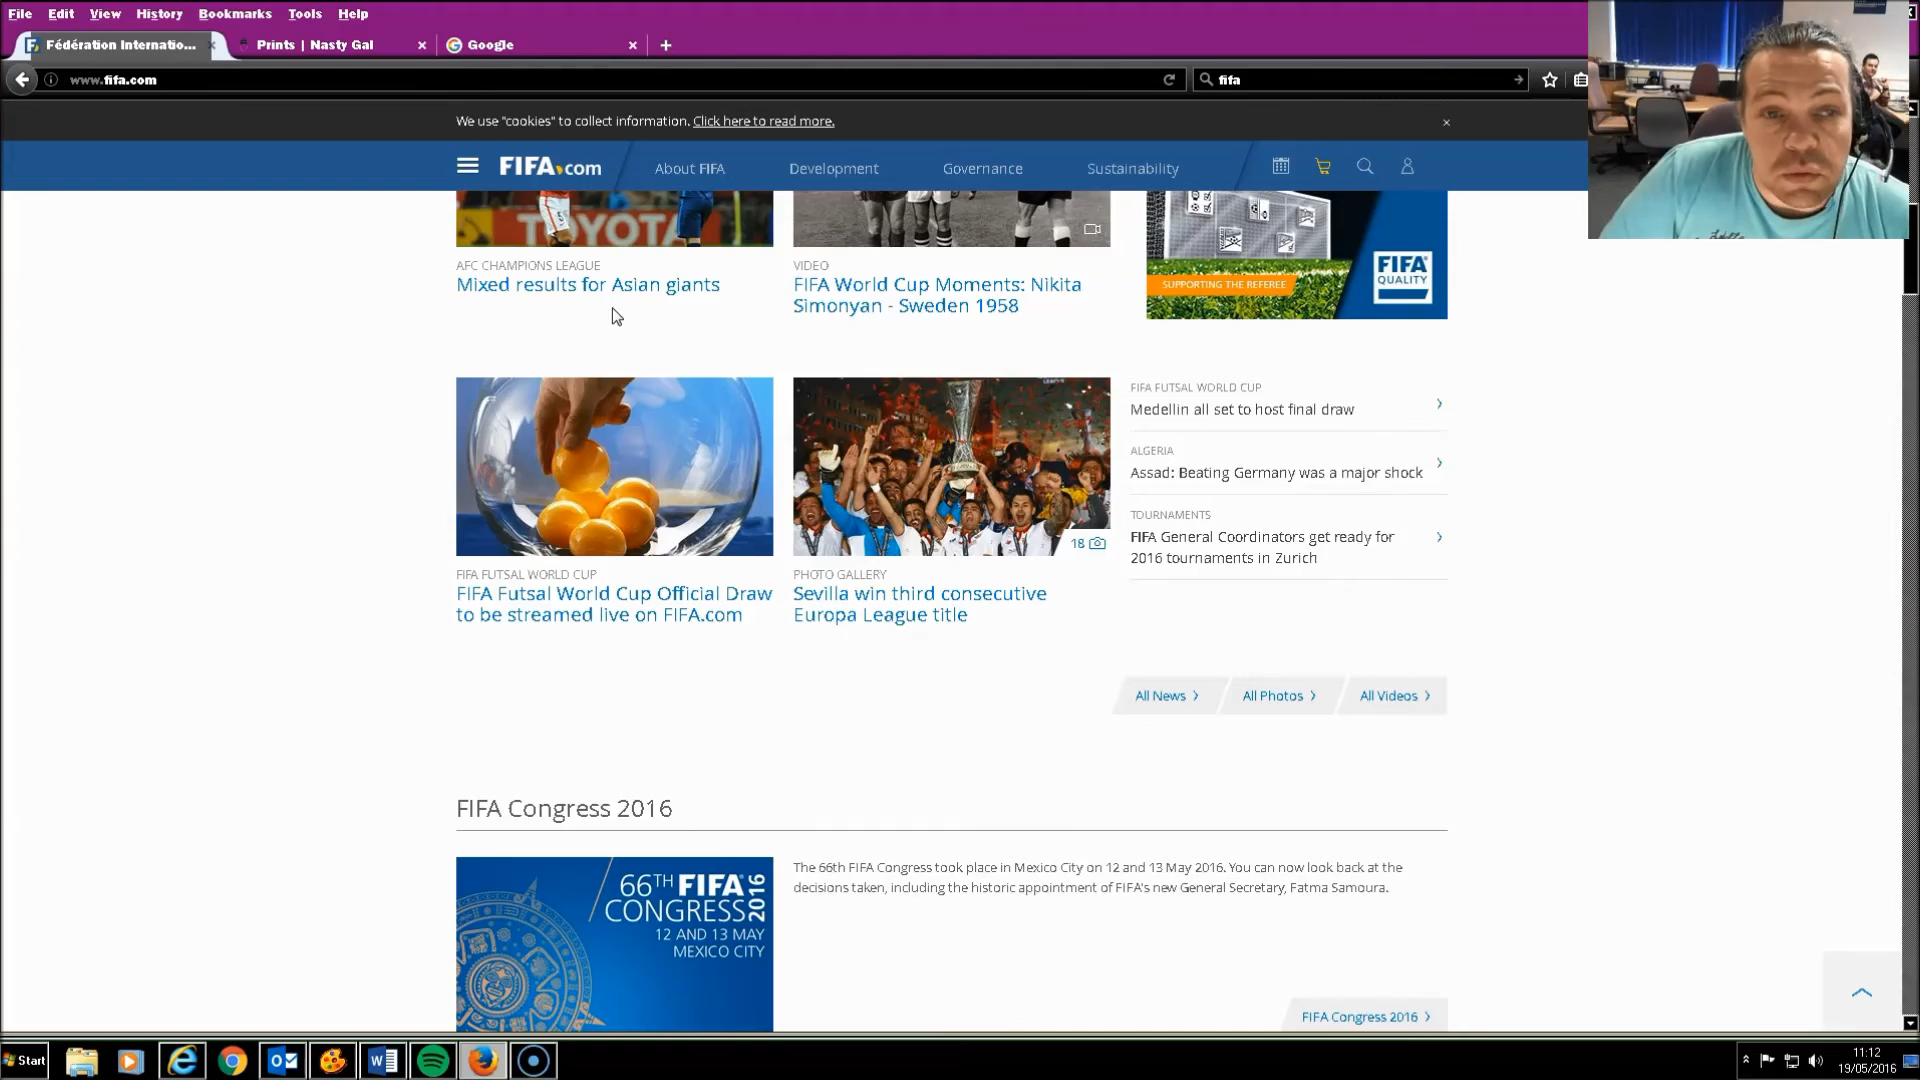 File Edit View History Bookmarks Tools Help
Fédération Internatio... Prints | Nasty Gal Google
www.fifa.com fifa
We use "cookies" to collect information. Click here to read more.
FIFA.com About FIFA Development Governance Sustainability
TOYOTA
AFC CHAMPIONS LEAGUE
Mixed results for Asian giants
VIDEO
FIFA World Cup Moments: Nikita
Simonyan - Sweden 1958
SUPPORTING THE REFEREE
FIFA
QUALITY
18
FIFA FUTSAL WORLD CUP
FIFA Futsal World Cup Official Draw
to be streamed live on FIFA.com
PHOTO GALLERY
Sevilla win third consecutive
Europa League title
FIFA FUTSAL WORLD CUP
Medellin all set to host final draw
ALGERIA
Assad: Beating Germany was a major shock
TOURNAMENTS
FIFA General Coordinators get ready for
2016 tournaments in Zurich
All News All Photos All Videos
FIFA Congress 2016
66TH FIFA
CONGRESS 2016
12 AND 13 MAY
MEXICO CITY
The 66th FIFA Congress took place in Mexico City on 12 and 13 May 2016. You can now look back at the
decisions taken, including the historic appointment of FIFA's new General Secretary, Fatma Samoura.
FIFA Congress 2016
Start
11:12
19/05/2016